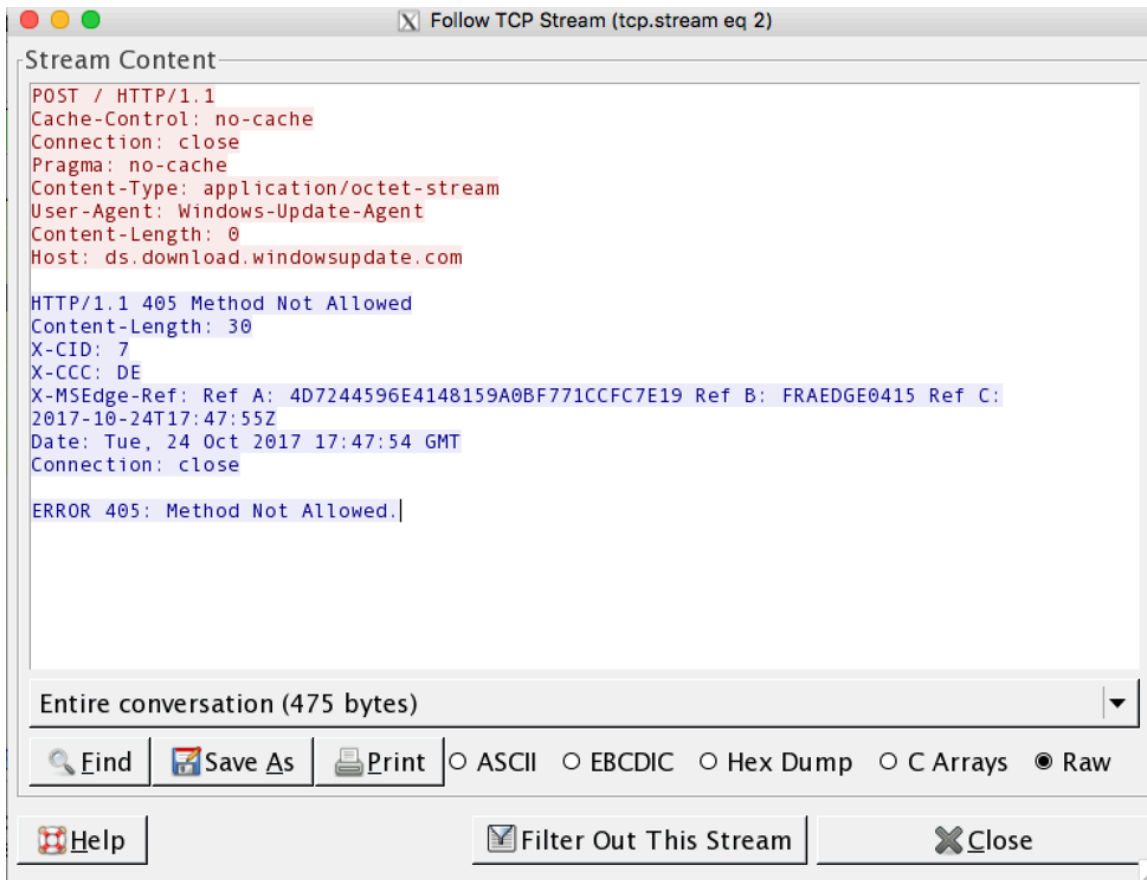 Follow TCP Stream (tcp.stream eq 2)
Stream Content
POST / HTTP/1.1
Cache-Control: no-cache
Connection: close
Pragma: no-cache
Content-Type: application/octet-stream
User-Agent: Windows-Update-Agent
Content-Length: 0
Host: ds.download.windowsupdate.com
HTTP/1.1 405 Method Not Allowed
Content-Length: 30
X-CID: 7
X-CCC: DE
X-MSEdge-Ref: Ref A: 4D7244596E4148159A0BF771CCFC7E19 Ref B: FRAEDGE0415 Ref C:
2017-10-24T17:47:55Z
Date: Tue, 24 Oct 2017 17:47:54 GMT
Connection: close
ERROR 405: Method Not Allowed.
Entire conversation (475 bytes)
Find Save As Print ASCII EBCDIC Hex Dump C Arrays Raw
Help Filter Out This Stream Close